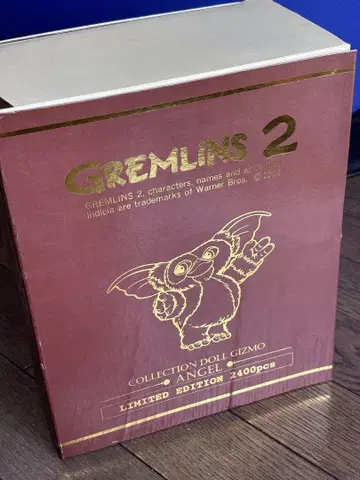 GREMLINS 2
GREMLINS 2, characters, names and all
indicia are trademarks of Warner Bros. ©
COLLECTION DOLL GIZMO
ANGEL
LIMITED EDITION 2400pcs